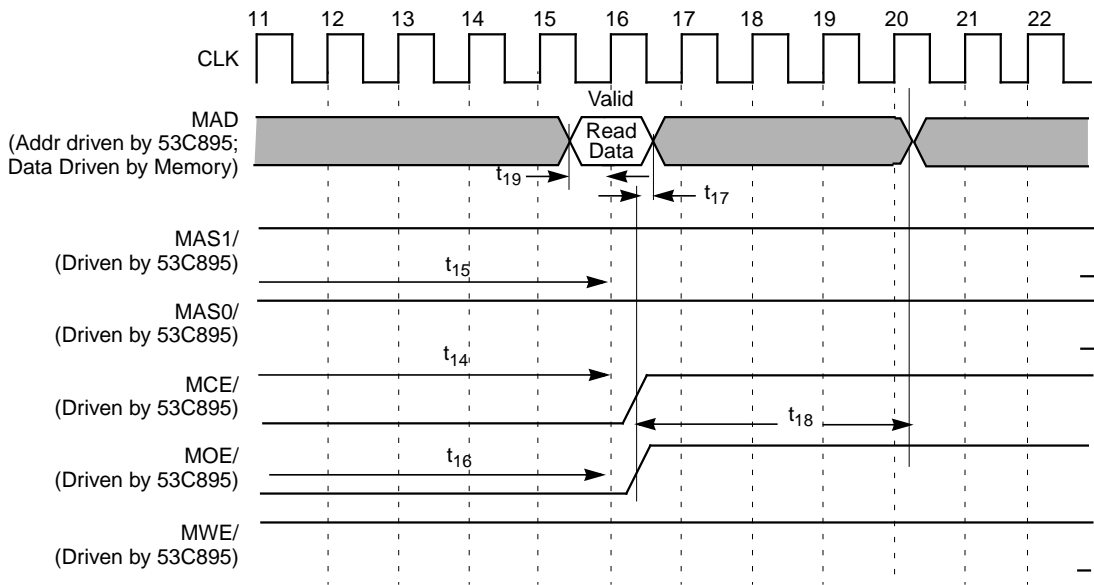 11 12 13 14 15 16 17 18 19 20 21 22
CLK
Valid
MAD
(Addr driven by 53C895;
Data Driven by Memory)
Read
Data
t19
t17
MAS1/
(Driven by 53C895)
t15
MAS0/
(Driven by 53C895)
t14
MCE/
(Driven by 53C895)
t18
MOE/
(Driven by 53C895)
t16
MWE/
(Driven by 53C895)